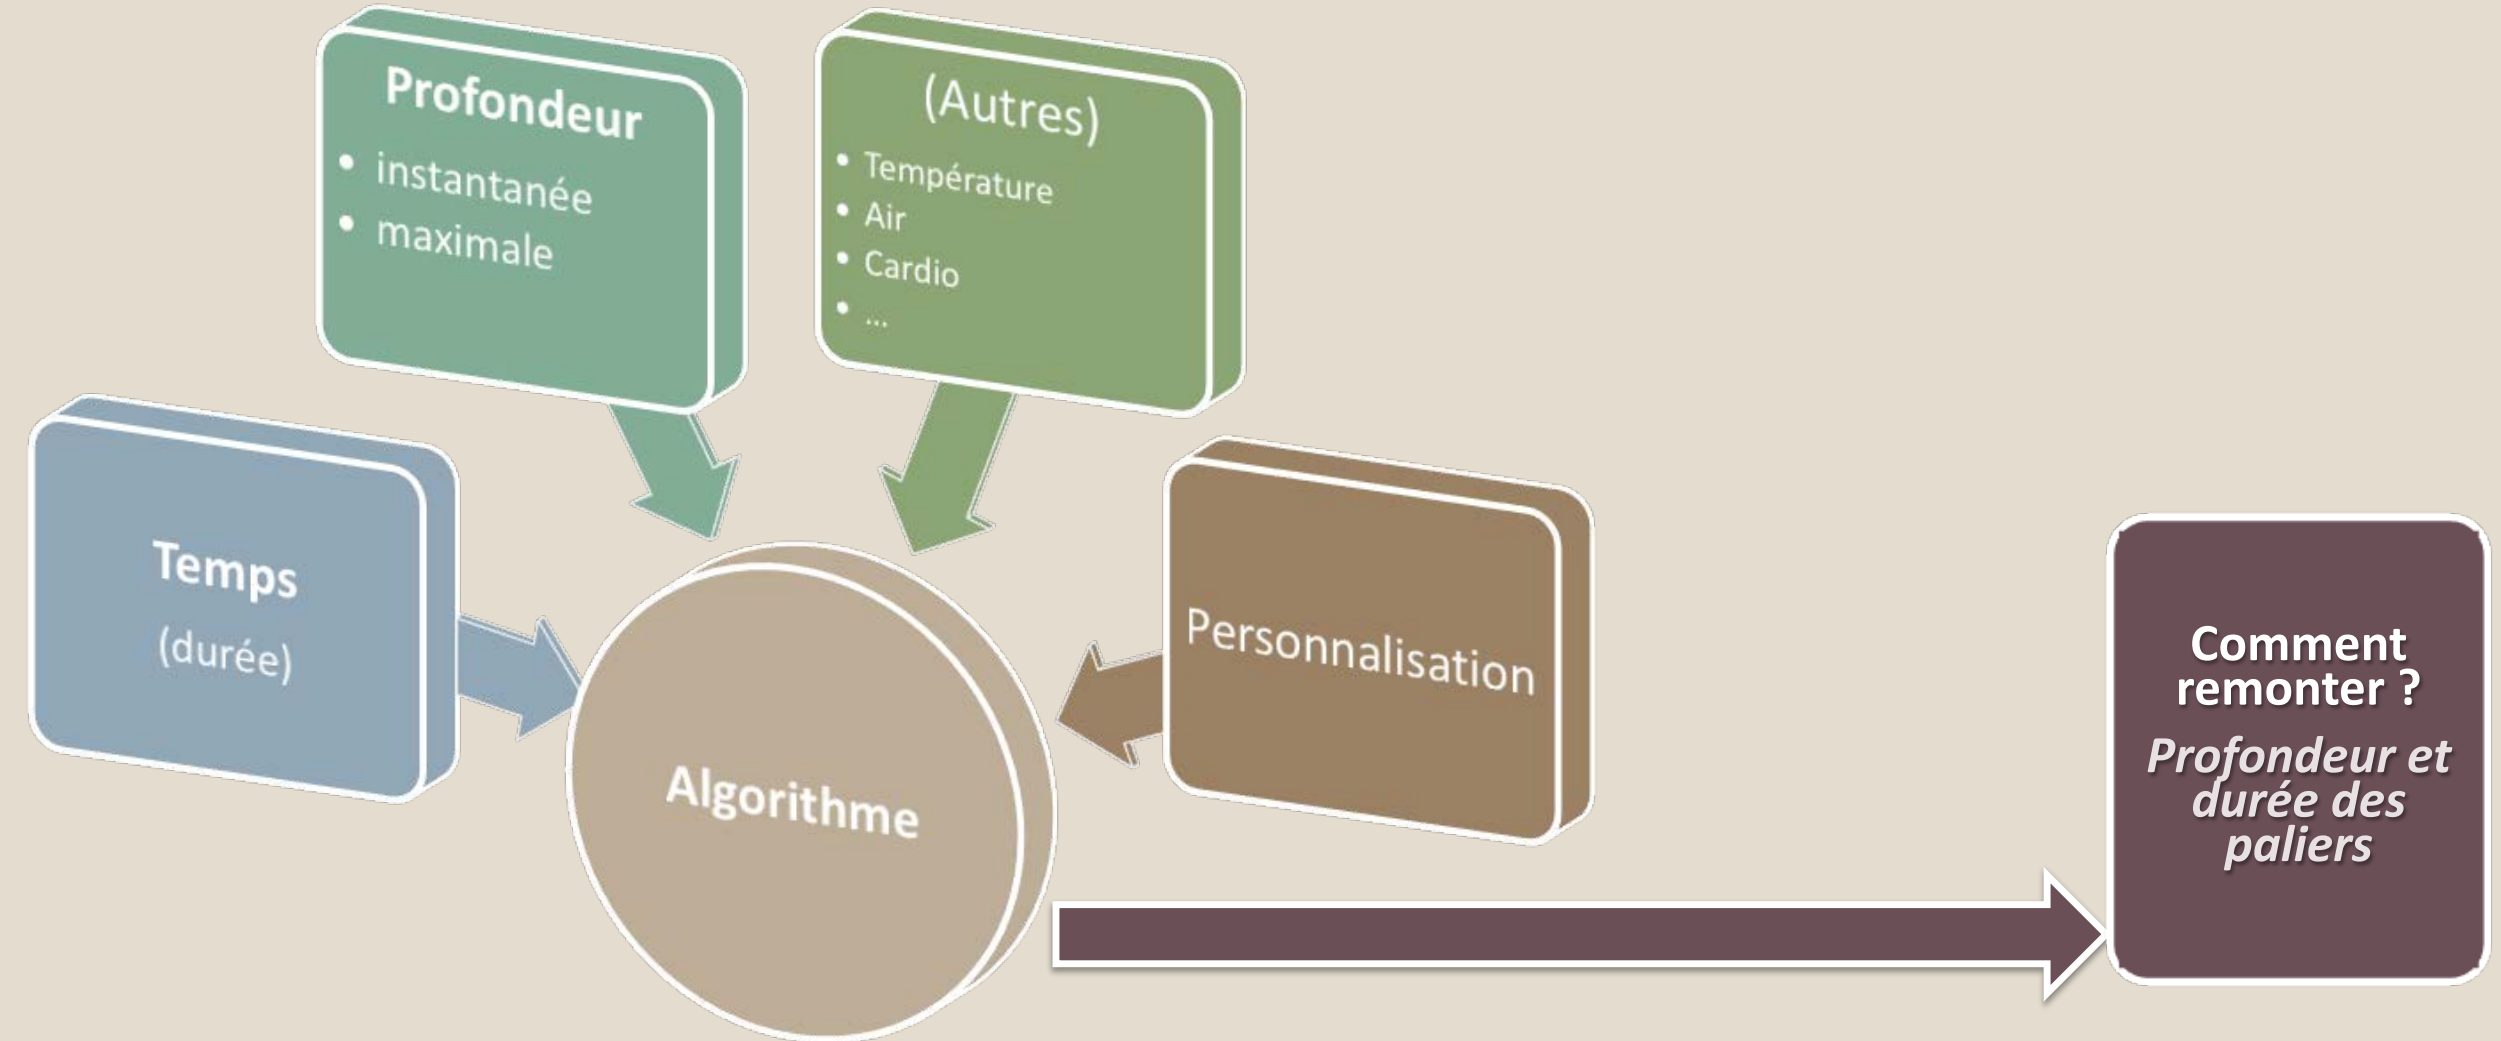 Profondeur
• instantanée
• maximale
(Autres)
• Température
• Air
• Cardio
• ...
Temps
(durée)
Personnalisation
Algorithme
Comment
remonter ?
Profondeur et
durée des
paliers